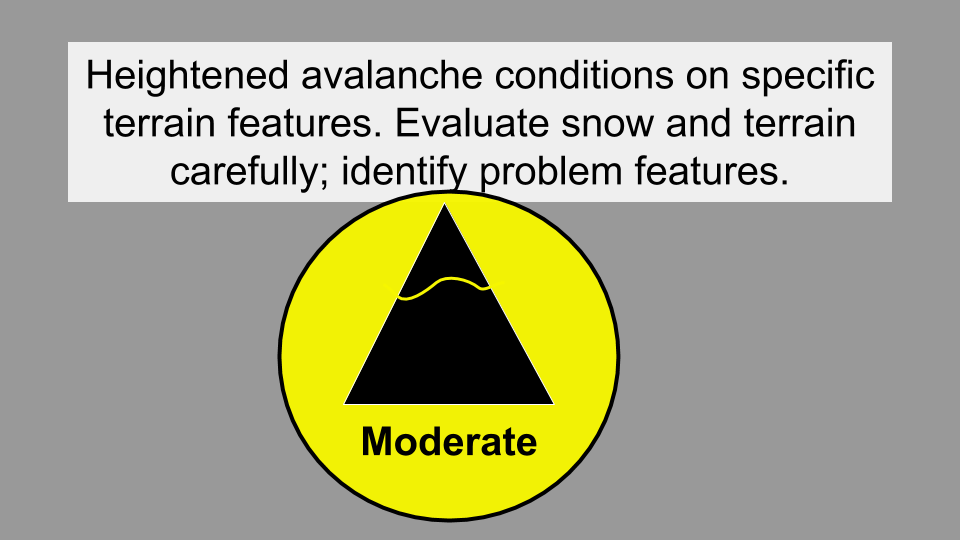 Heightened avalanche conditions on specific
terrain features. Evaluate snow and terrain
carefully; identify problem features.
Moderate